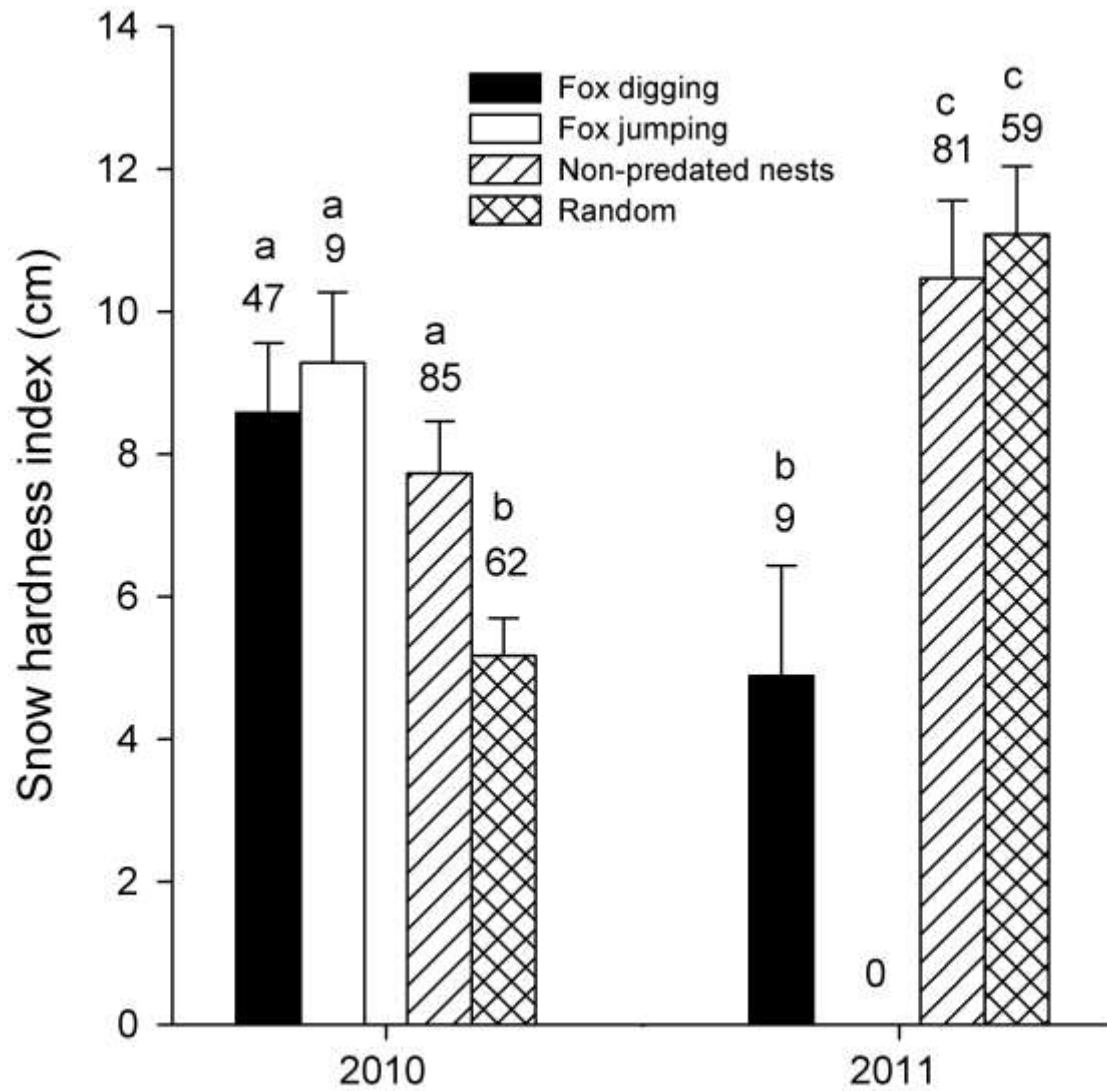 Snow hardness index (cm)
14
12
10
8
6
4
2
0
Fox digging
Fox jumping
Non-predated nests
Random
a
47
a
9
a
85
b
62
b
9
0
c
81
c
59
2010
2011